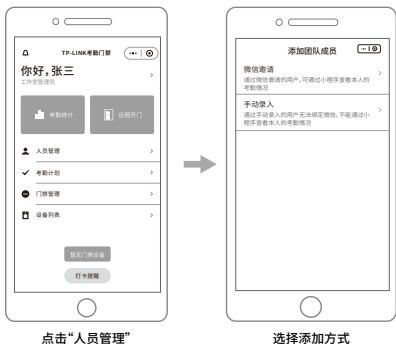 TP-LINK考勤门禁
你好，张三
工作室管理员
考勤统计
远程开门
人员管理
考勤计划
门禁管理
设备列表
暂无门禁设备
打卡提醒
点击“人员管理”
添加团队成员
微信邀请
通过微信邀请的用户，可通过小程序查看本人的
考勤情况
手动录入
通过手动录入的用户无法绑定微信，不能通过小
程序查看本人的考勤情况
选择添加方式